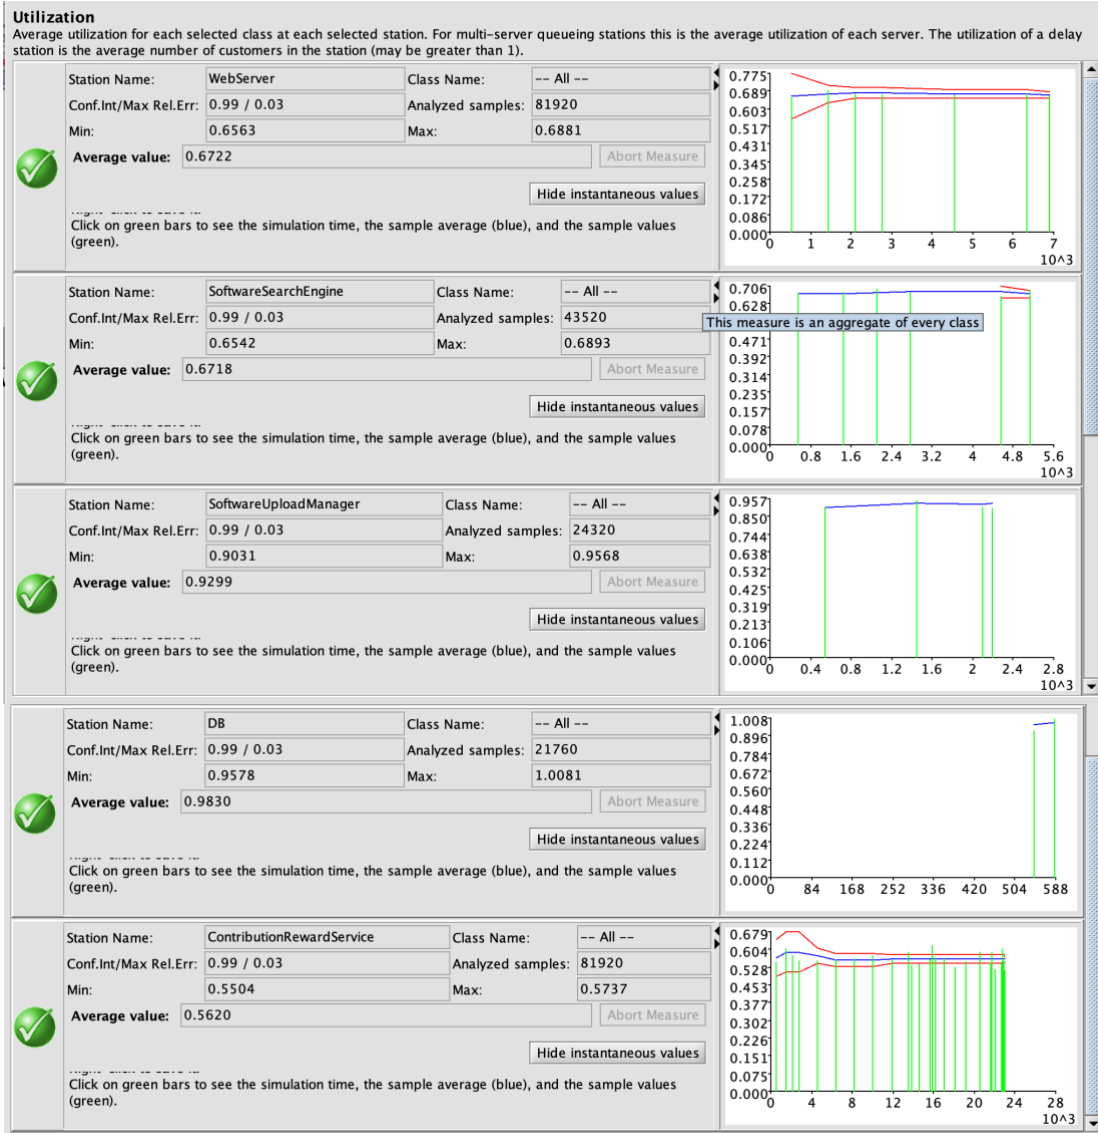 Utilization
Average utilization for each selected class at each selected station. For multi-server queueing stations this is the average utilization of each server. The utilization of a delay
station is the average number of customers in the station (may be greater than 1).
Station Name: WebServer Class Name: -- All --
Conf.Int/Max Rel.Err: 0.99 / 0.03 Analyzed samples: 81920
Min: 0.6563 Max: 0.6881
Average value: 0.6722 Abort Measure
Hide instantaneous values
Click on green bars to see the simulation time, the sample average (blue), and the sample values
(green).
0.775
0.689
0.603
0.517
0.431
0.345
0.258
0.172
0.086
0.000
0 1 2 3 4 5 6 7
10^3
Station Name: SoftwareSearchEngine Class Name: -- All --
Conf.Int/Max Rel.Err: 0.99 / 0.03 Analyzed samples: 43520
Min: 0.6542 Max: 0.6893
Average value: 0.6718 Abort Measure
Hide instantaneous values
Click on green bars to see the simulation time, the sample average (blue), and the sample values
(green).
0.706
0.628
This measure is an aggregate of every class
0.471
0.392
0.314
0.235
0.157
0.078
0.000
0 0.8 1.6 2.4 3.2 4 4.8 5.6
10^3
Station Name: SoftwareUploadManager Class Name: -- All --
Conf.Int/Max Rel.Err: 0.99 / 0.03 Analyzed samples: 24320
Min: 0.9031 Max: 0.9568
Average value: 0.9299 Abort Measure
Hide instantaneous values
Click on green bars to see the simulation time, the sample average (blue), and the sample values
(green).
0.957
0.850
0.744
0.638
0.532
0.425
0.319
0.213
0.106
0.000
0.4 0.8 1.2 1.6 2 2.4 2.8
10^3
Station Name: DB Class Name: -- All --
Conf.Int/Max Rel.Err: 0.99 / 0.03 Analyzed samples: 21760
Min: 0.9578 Max: 1.0081
Average value: 0.9830 Abort Measure
Hide instantaneous values
Click on green bars to see the simulation time, the sample average (blue), and the sample values
(green).
1.008
0.896
0.784
0.672
0.560
0.448
0.336
0.224
0.112
0.000
0 84 168 252 336 420 504 588
Station Name: ContributionRewardService Class Name: -- All --
Conf.Int/Max Rel.Err: 0.99 / 0.03 Analyzed samples: 81920
Min: 0.5504 Max: 0.5737
Average value: 0.5620 Abort Measure
Hide instantaneous values
Click on green bars to see the simulation time, the sample average (blue), and the sample values
(green).
0.679
0.604
0.528
0.453
0.377
0.302
0.226
0.151
0.075
0.000
0 4 8 12 16 20 24 28
10^3